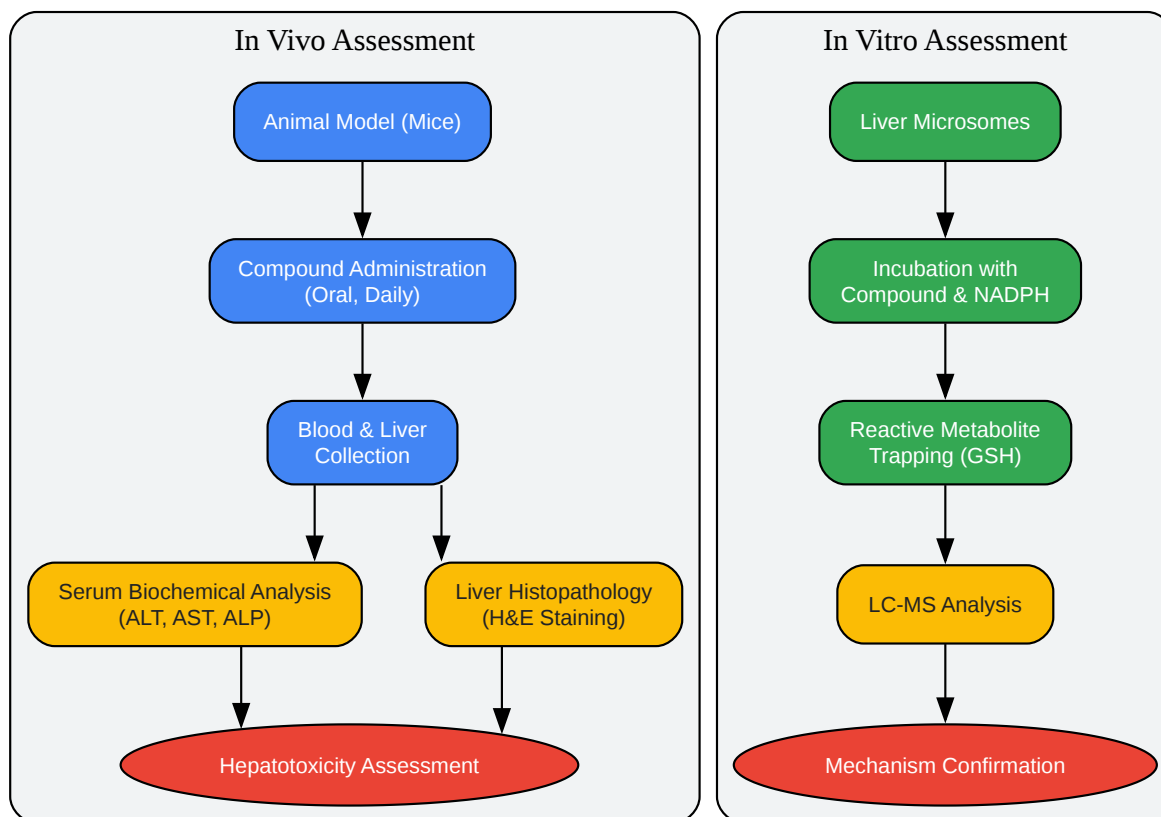 In Vivo Assessment
Animal Model (Mice)
Compound Administration
(Oral, Daily)
Blood & Liver
Collection
Serum Biochemical Analysis
(ALT, AST, ALP)
Liver Histopathology
(H&E Staining)
Hepatotoxicity Assessment
In Vitro Assessment
Liver Microsomes
Incubation with
Compound & NADPH
Reactive Metabolite
Trapping (GSH)
LC-MS Analysis
Mechanism Confirmation